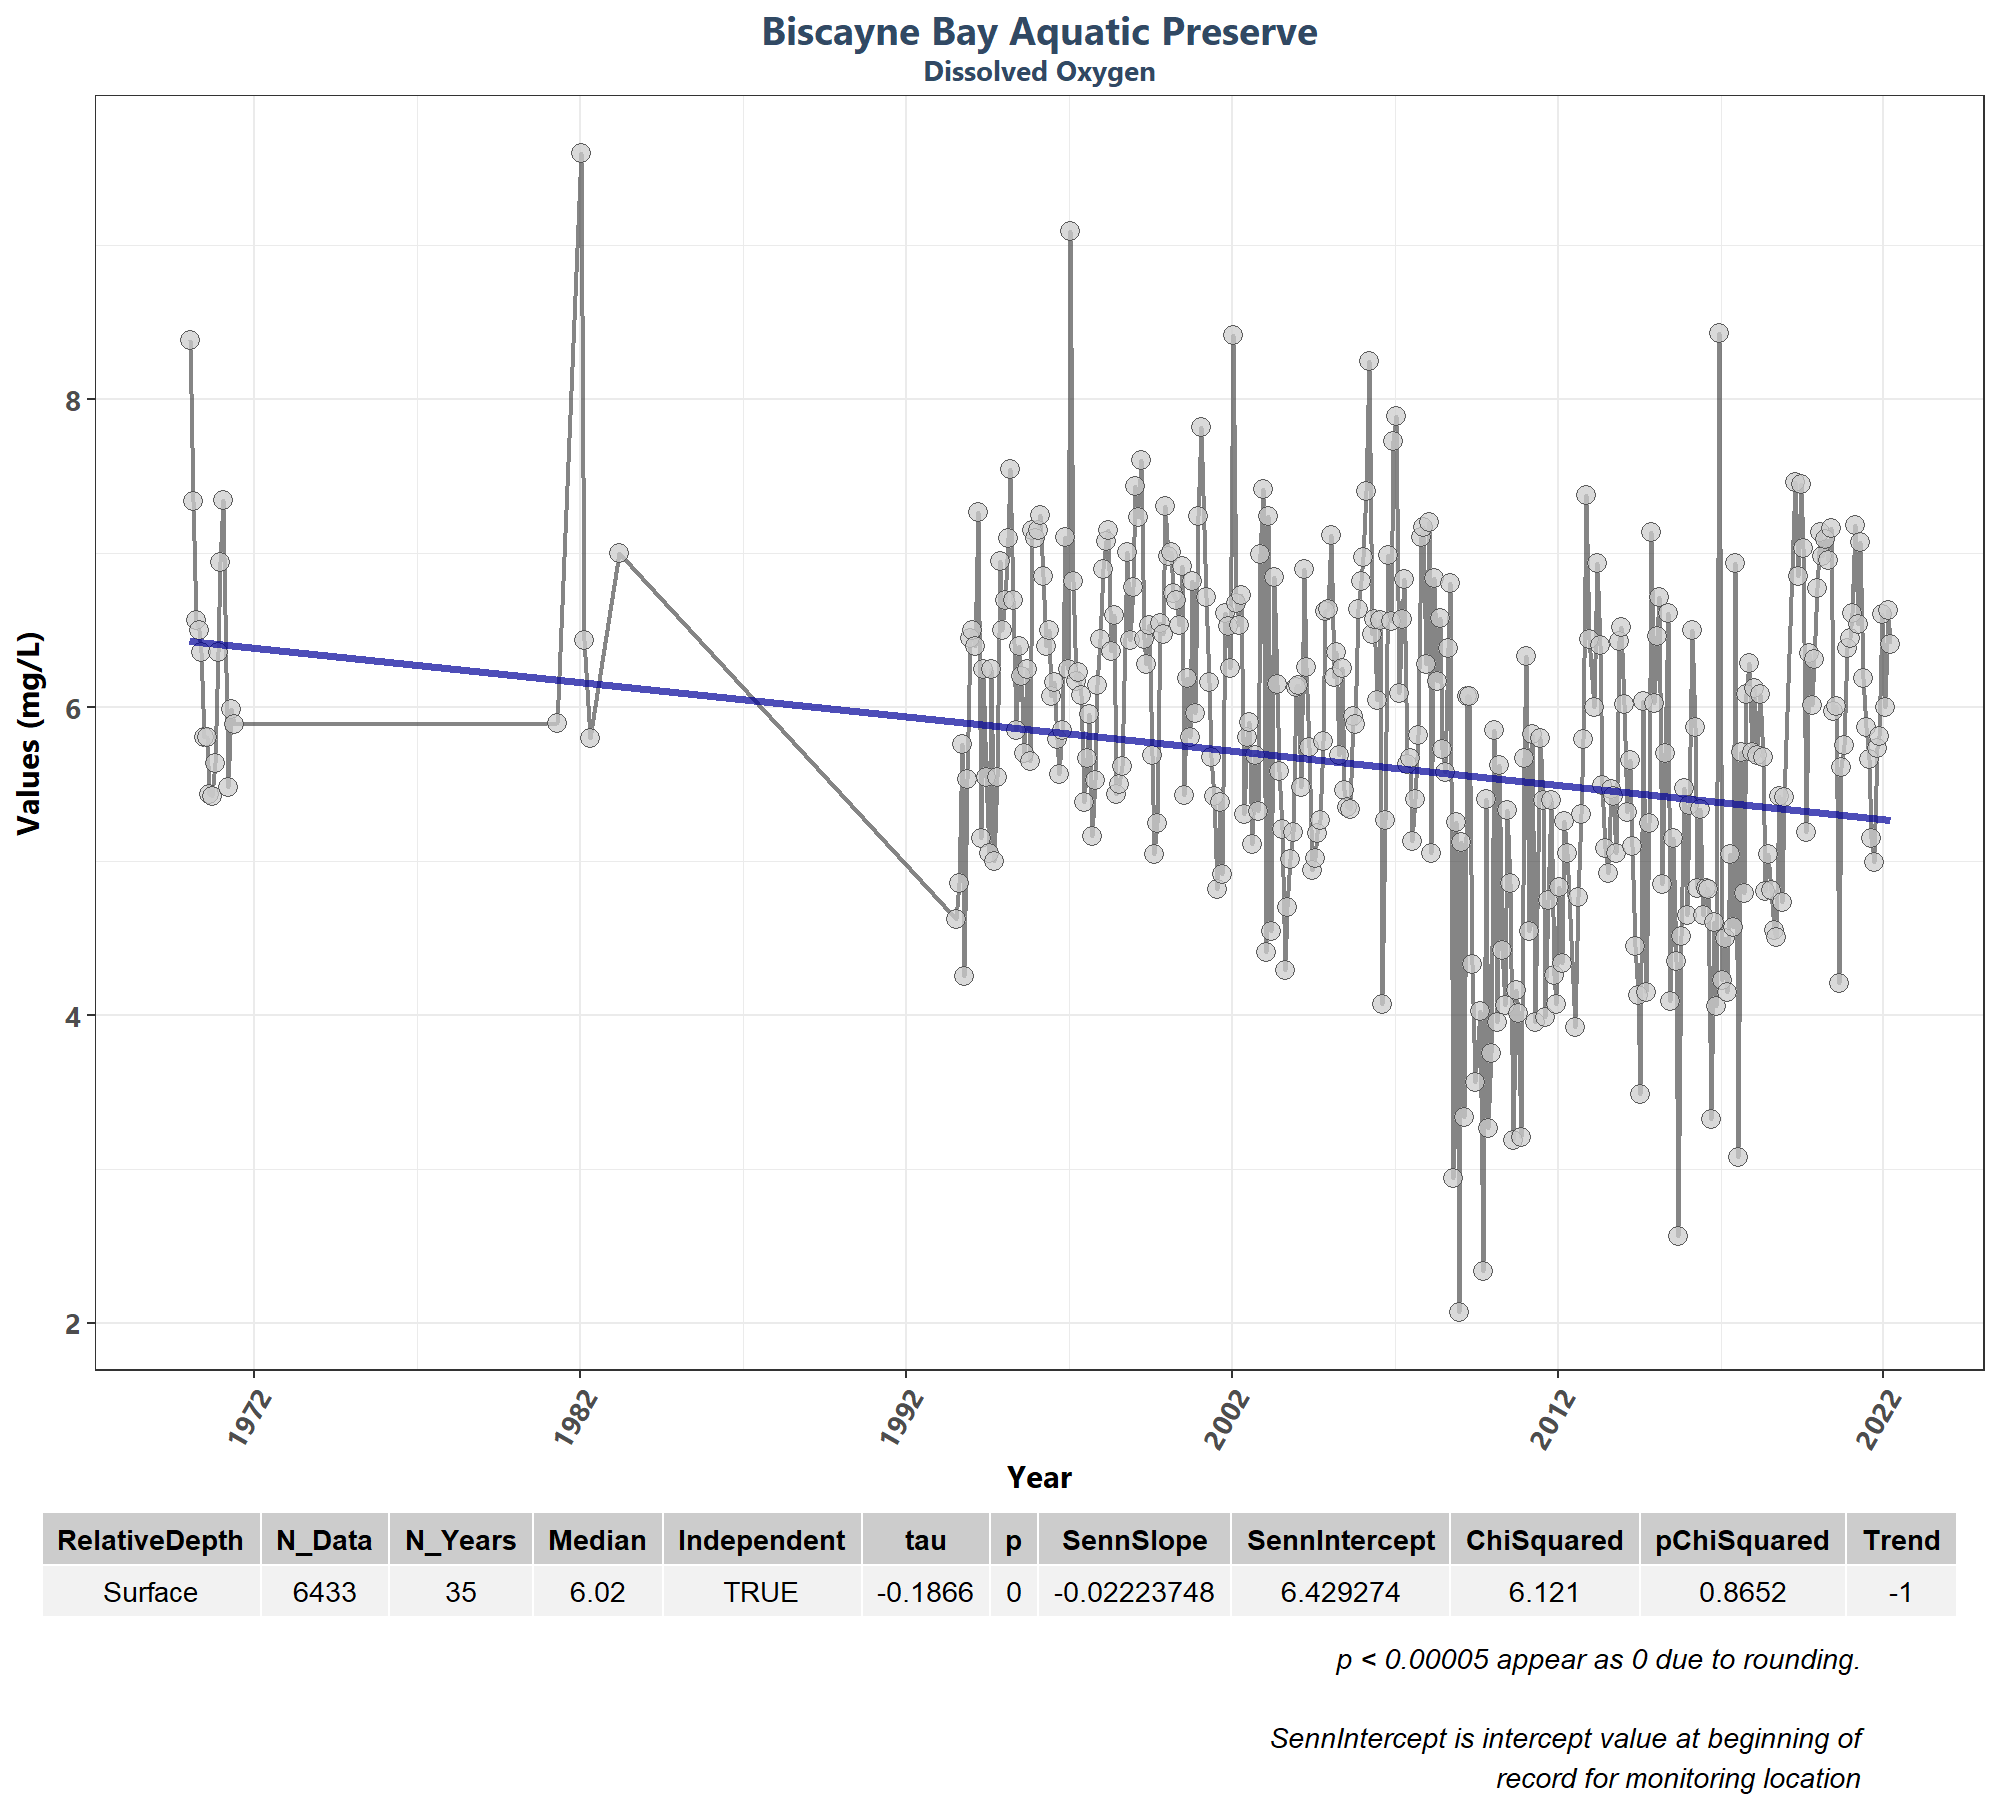 Biscayne Bay Aquatic Preserve
Dissolved Oxygen
Values (mg/L)
8
6
4
2
1972 1982 1992 2002 2012 2022
Year
RelativeDepth N_Data N_Years Median Independent tau p SennSlope SennIntercept ChiSquared pChiSquared Trend
Surface 6433 35 6.02 TRUE -0.1866 0 -0.02223748 6.429274 6.121 0.8652 -1
p < 0.00005 appear as 0 due to rounding.
SennIntercept is intercept value at beginning of
record for monitoring location